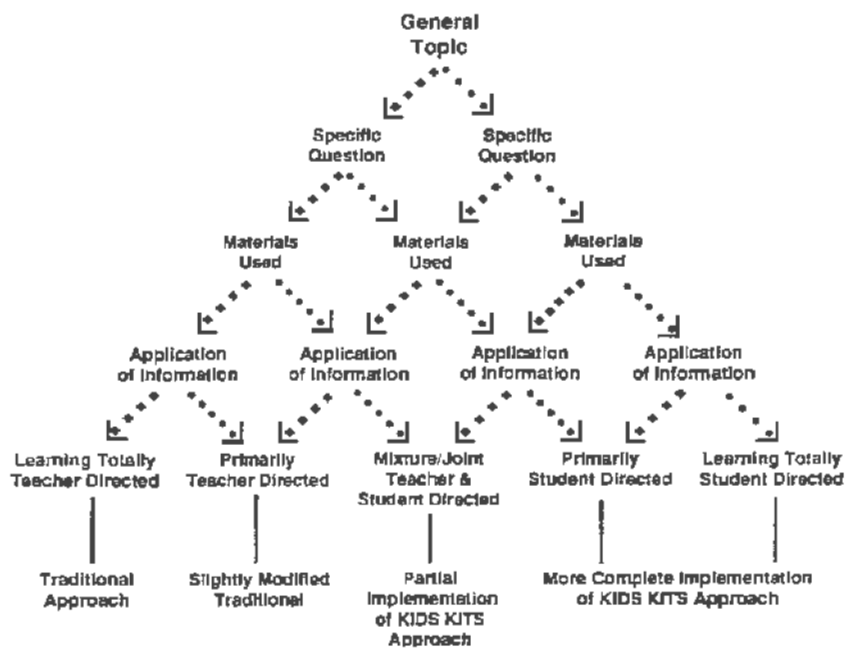 General
Topic
Specific
Question
Specific
Question
Materials
Used
Materials
Used
Materials
Used
Application
of Information
Application
of Information
Application
of Information
Application
of Information
Learning Totally
Teacher Directed
Primarily
Teacher Directed
Mixture/Joint
Teacher &
Student Directed
Primarily
Student Directed
Learning Totally
Student Directed
Traditional
Approach
Slightly Modified
Traditional
Partial
Implementation
of KIDS KITS
Approach
More Complete Implementation
of KIDS KITS Approach